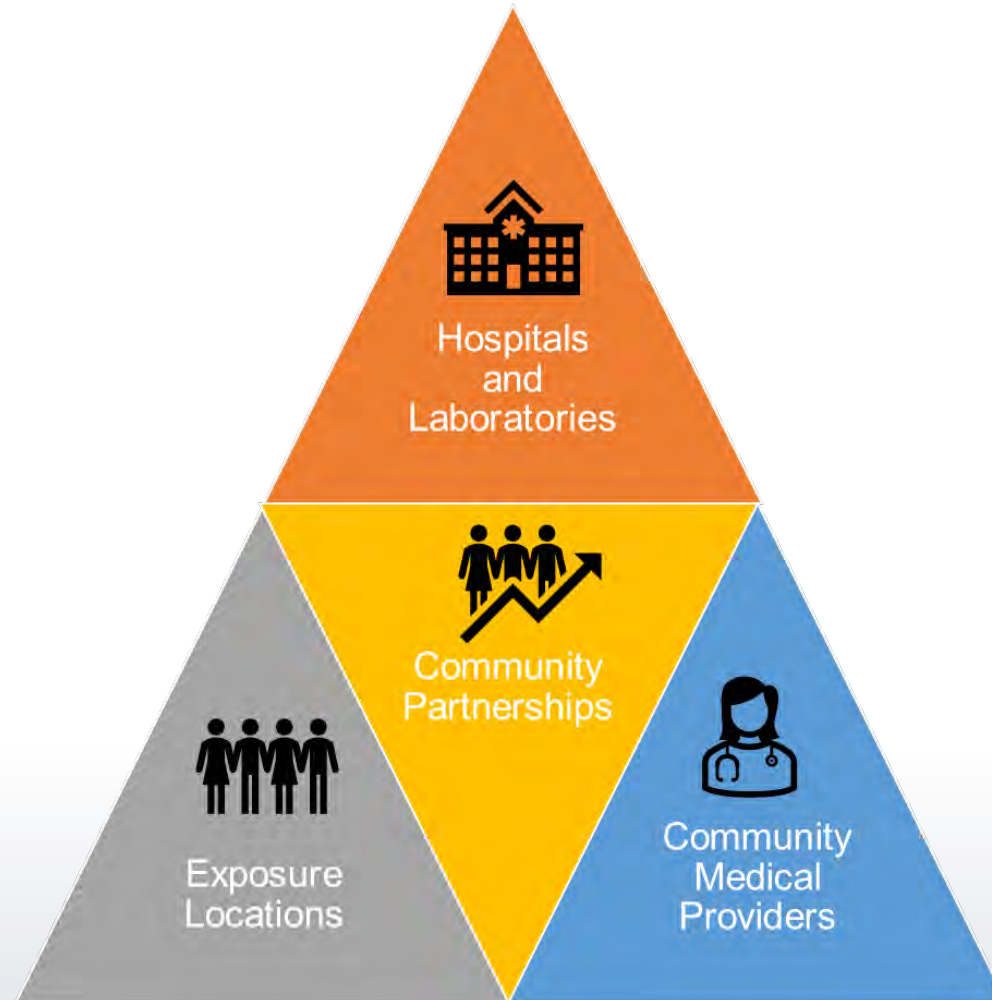 Hospitals
and
Laboratories
Community
Partnerships
Exposure
Locations
Community
Medical
Providers